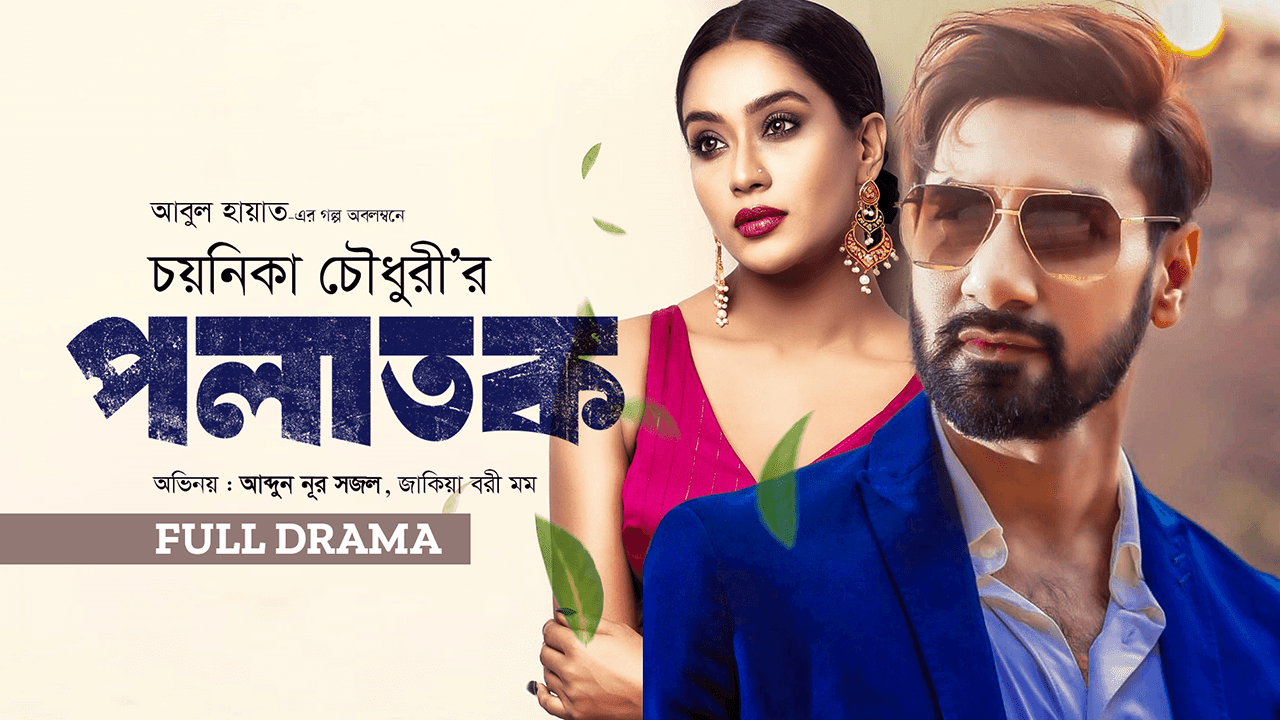 আবুল হায়াত-এর গল্প অবলম্বনে
চয়নিকা চৌধুরী’র
পলাতক
অভিনয় : আব্দুন নূর সজল, জাকিয়া বরী মম
FULL DRAMA